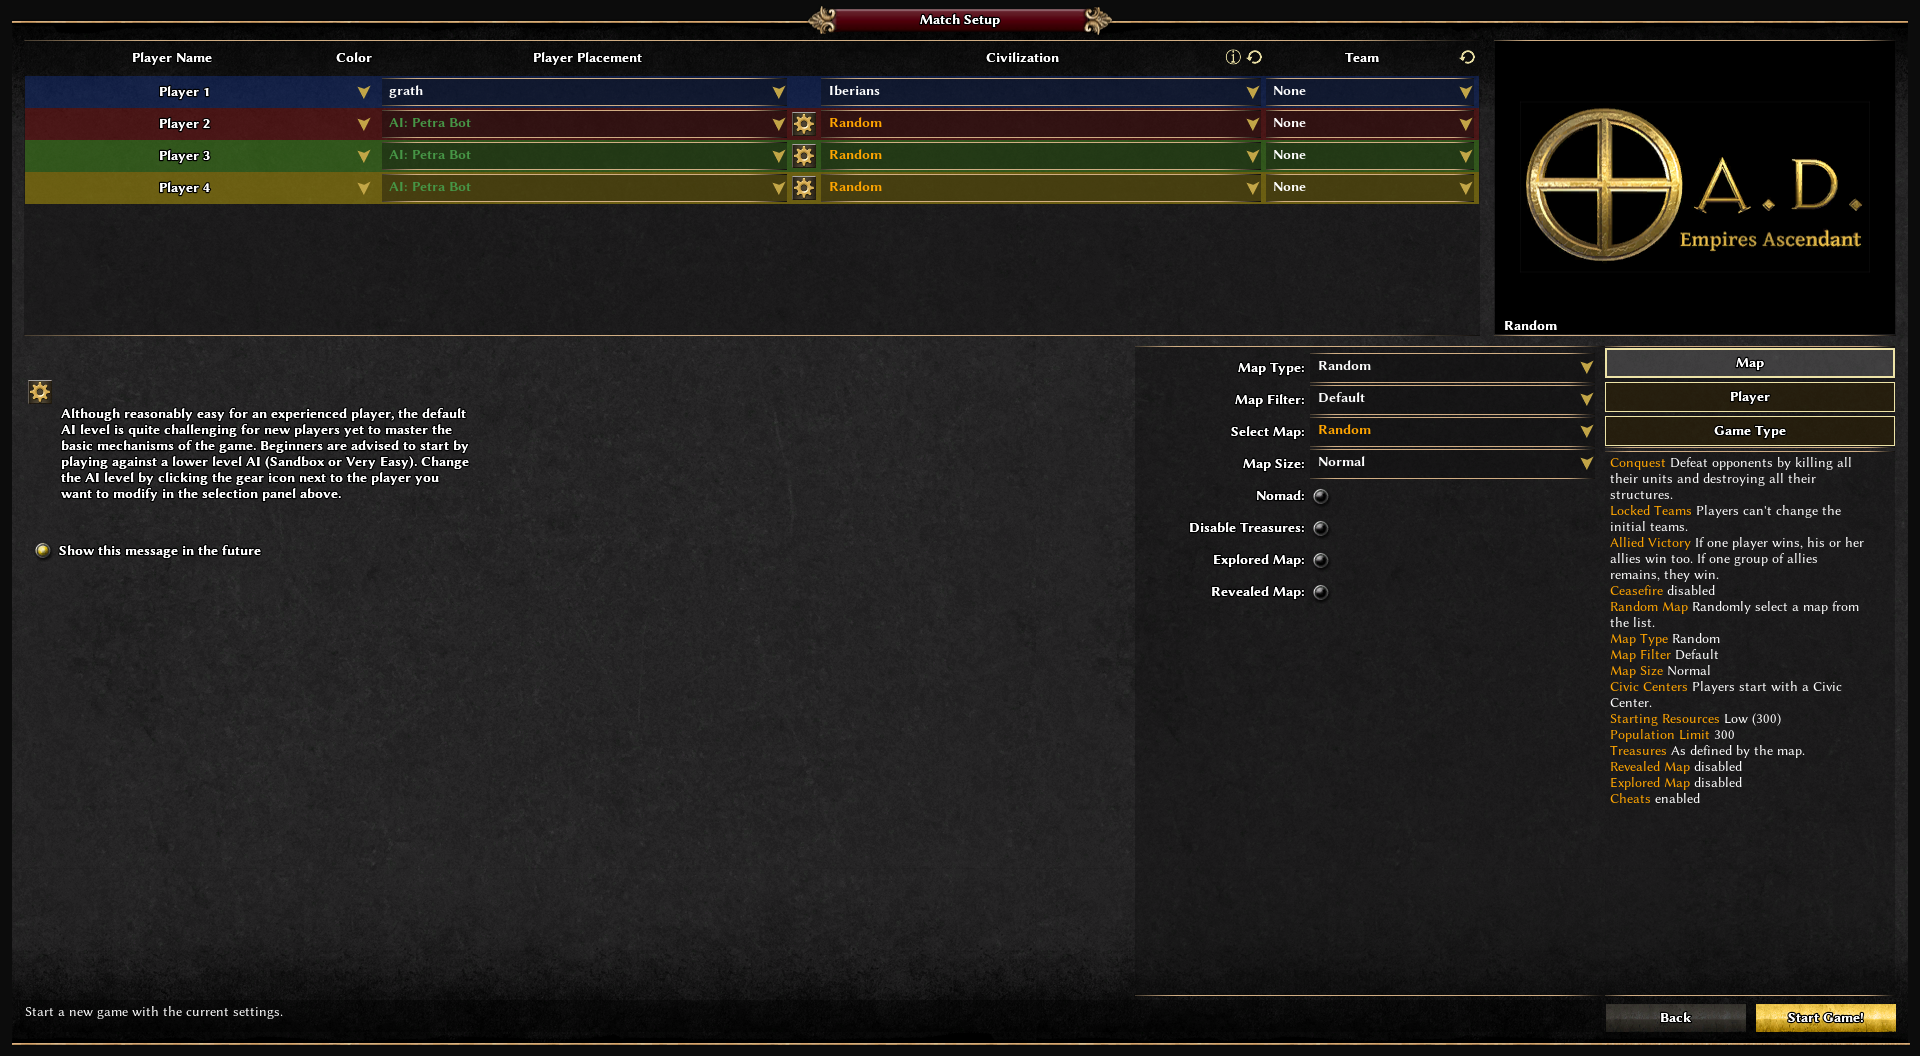 Match Setup
Player Name Color Player Placement Civilization Team
Player 1 grath Iberians None
Player 2 AI: Petra Bot Random None
Player 3 AI: Petra Bot Random None
Player 4 AI: Petra Bot Random None
A. D.
Empires Ascendant
Random
Although reasonably easy for an experienced player, the default
AI level is quite challenging for new players yet to master the
basic mechanisms of the game. Beginners are advised to start by
playing against a lower level AI (Sandbox or Very Easy). Change
the AI level by clicking the gear icon next to the player you
want to modify in the selection panel above.
Show this message in the future
Map Type: Random
Map Filter: Default
Select Map: Random
Map Size: Normal
Nomad:
Disable Treasures:
Explored Map:
Revealed Map:
Map
Player
Game Type
Conquest Defeat opponents by killing all
their units and destroying all their
structures.
Locked Teams Players can't change the
initial teams.
Allied Victory If one player wins, his or her
allies win too. If one group of allies
remains, they win.
Ceasefire disabled
Random Map Randomly select a map from
the list.
Map Type Random
Map Filter Default
Map Size Normal
Civic Centers Players start with a Civic
Center.
Starting Resources Low (300)
Population Limit 300
Treasures As defined by the map.
Revealed Map disabled
Explored Map disabled
Cheats enabled
Start a new game with the current settings.
Back
Start Game!